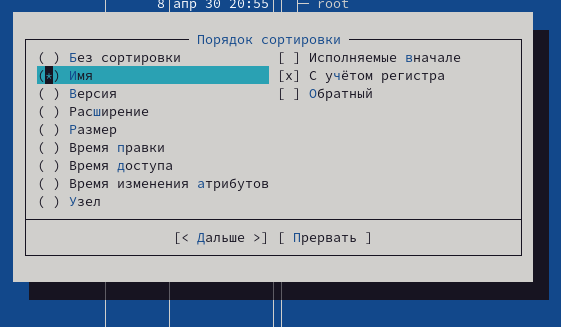 8 апр 30 20:55 ├─ root
Порядок сортировки
( ) Без сортировки [ ] Исполняемые вначале
(*) Имя [x] С учётом регистра
( ) Версия [ ] Обратный
( ) Расширение
( ) Размер
( ) Время правки
( ) Время доступа
( ) Время изменения атрибутов
( ) Узел
[< Дальше >] [ Прервать ]